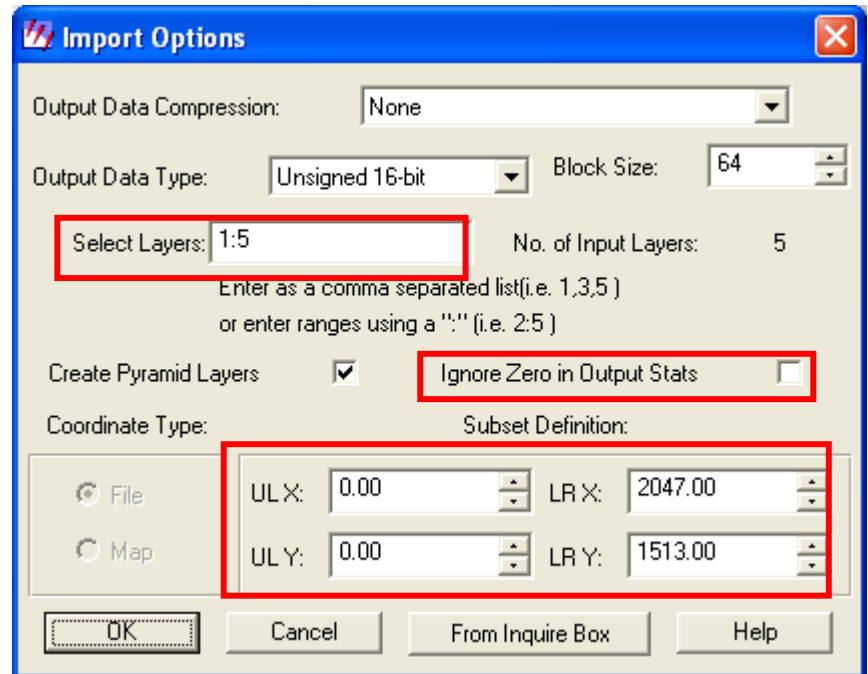 Import Options
Output Data Compression: None
Output Data Type: Unsigned 16-bit Block Size: 64
Select Layers: 1:5 No. of Input Layers: 5
Enter as a comma separated list(i.e. 1,3,5 )
or enter ranges using a ":" (i.e. 2:5 )
Create Pyramid Layers Ignore Zero in Output Stats
Coordinate Type: Subset Definition:
File UL X: 0.00 LR X: 2047.00
Map UL Y: 0.00 LR Y: 1513.00
OK Cancel From Inquire Box Help